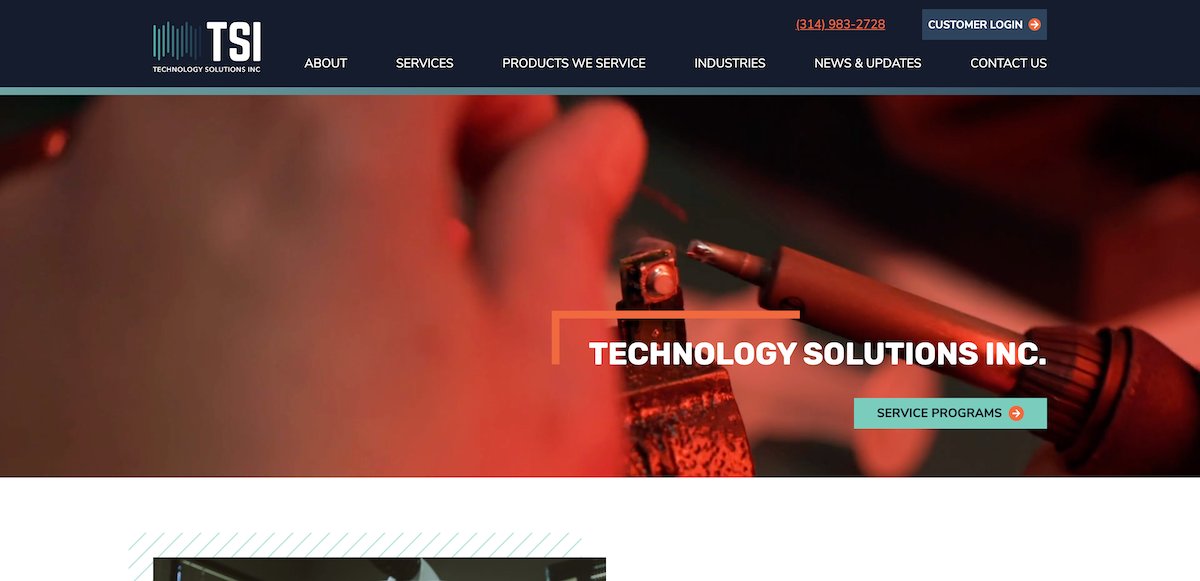 (314) 983-2728
CUSTOMER LOGIN
TSI
TECHNOLOGY SOLUTIONS INC
ABOUT
SERVICES
PRODUCTS WE SERVICE
INDUSTRIES
NEWS & UPDATES
CONTACT US
TECHNOLOGY SOLUTIONS INC.
SERVICE PROGRAMS